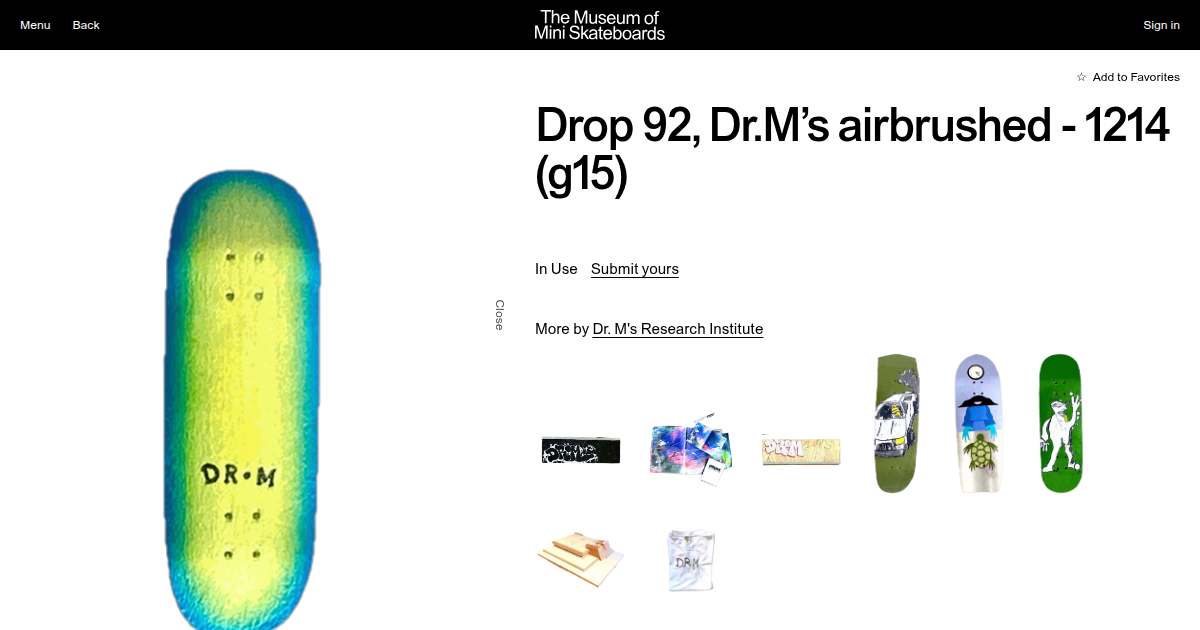 Menu
Back
The Museum of
Mini Skateboards
Sign in
☆ Add to Favorites
Drop 92, Dr.M’s airbrushed - 1214
(g15)
In Use
Submit yours
Close
More by Dr. M's Research Institute
DR•M
DRM